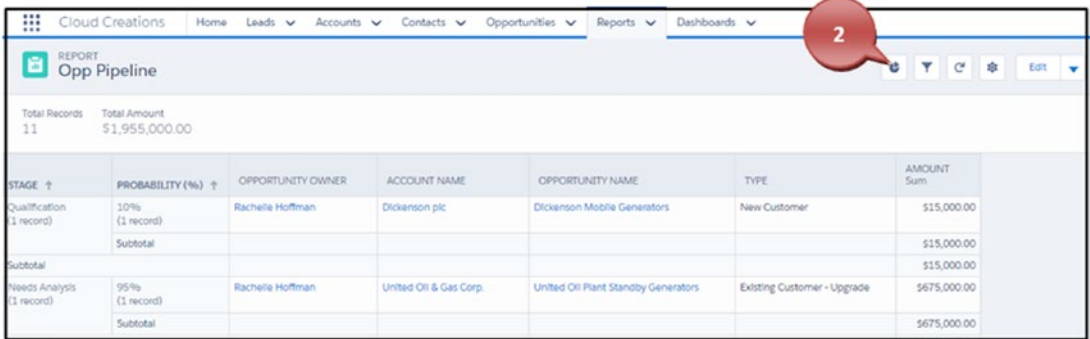 Cloud Creations Home Leads Accounts Contacts Opportunities Reports Dashboards
2
REPORT
Opp Pipeline
Edit
Total Records Total Amount
11 $1,955,000.00
STAGE ↑ PROBABILITY (%) ↑ OPPORTUNITY OWNER ACCOUNT NAME OPPORTUNITY NAME TYPE AMOUNT
Sum
Qualification 10% Rachelle Hoffman Dickenson plc Dickenson Mobile Generators New Customer $15,000.00
(1 record) (1 record)
Subtotal $15,000.00
Subtotal $15,000.00
Needs Analysis 95% Rachelle Hoffman United Oil & Gas Corp. United Oil Plant Standby Generators Existing Customer - Upgrade $675,000.00
(1 record) (1 record)
Subtotal $675,000.00